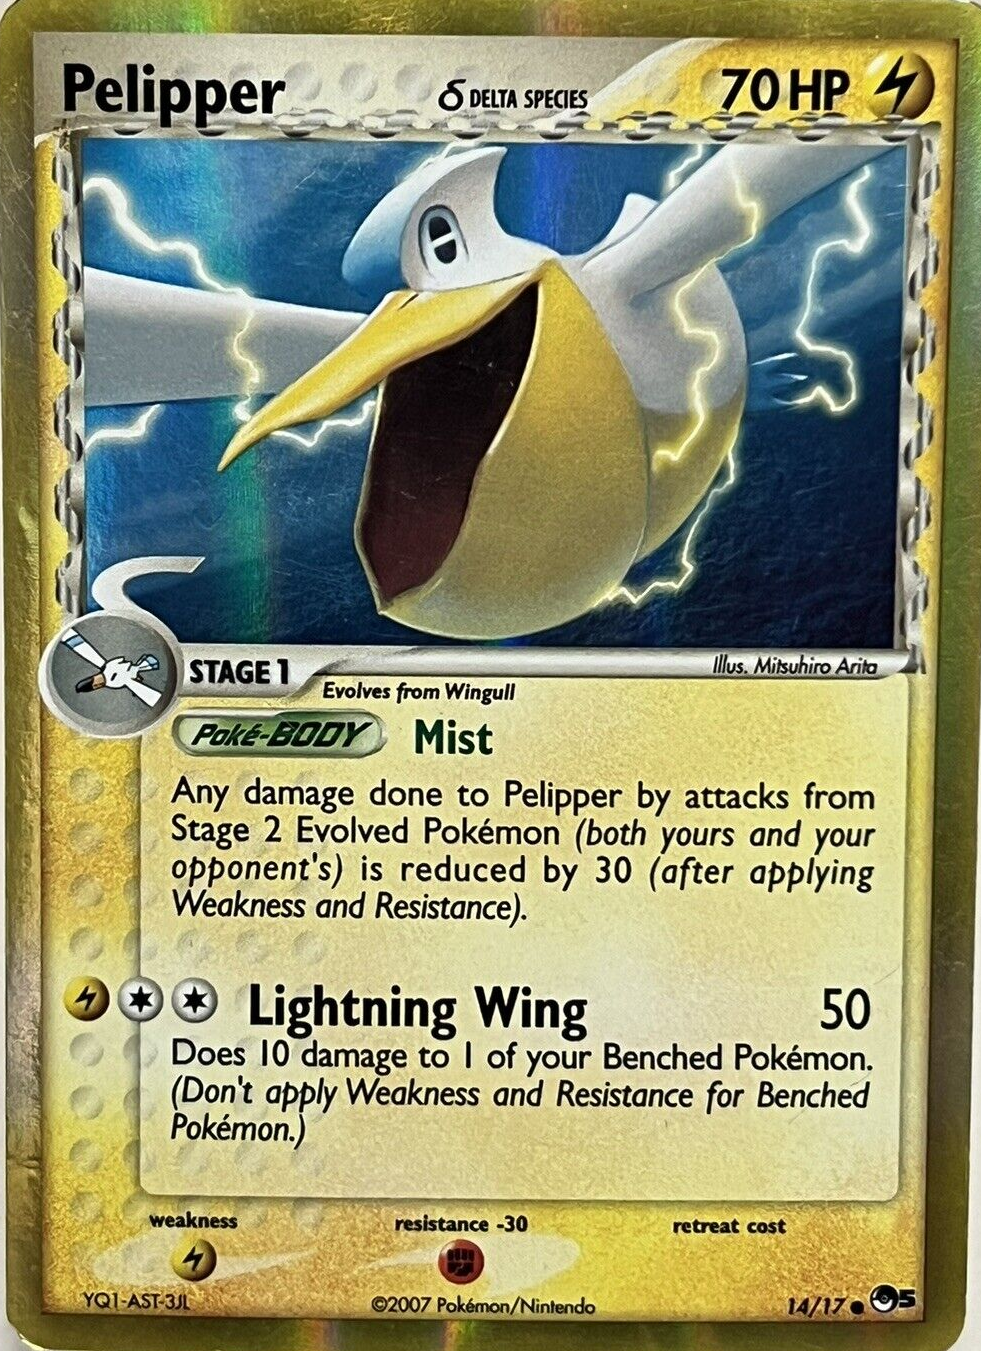 Pelipper δ DELTA SPECIES 70 HP
STAGE 1 Illus. Mitsuhiro Arita
Evolves from Wingull
Poké-BODY Mist
Any damage done to Pelipper by attacks from
Stage 2 Evolved Pokémon (both yours and your
opponent's) is reduced by 30 (after applying
Weakness and Resistance).
Lightning Wing 50
Does 10 damage to 1 of your Benched Pokémon.
(Don't apply Weakness and Resistance for Benched
Pokémon.)
weakness resistance -30 retreat cost
YQ1-AST-3JL ©2007 Pokémon/Nintendo 14/17 ● 5